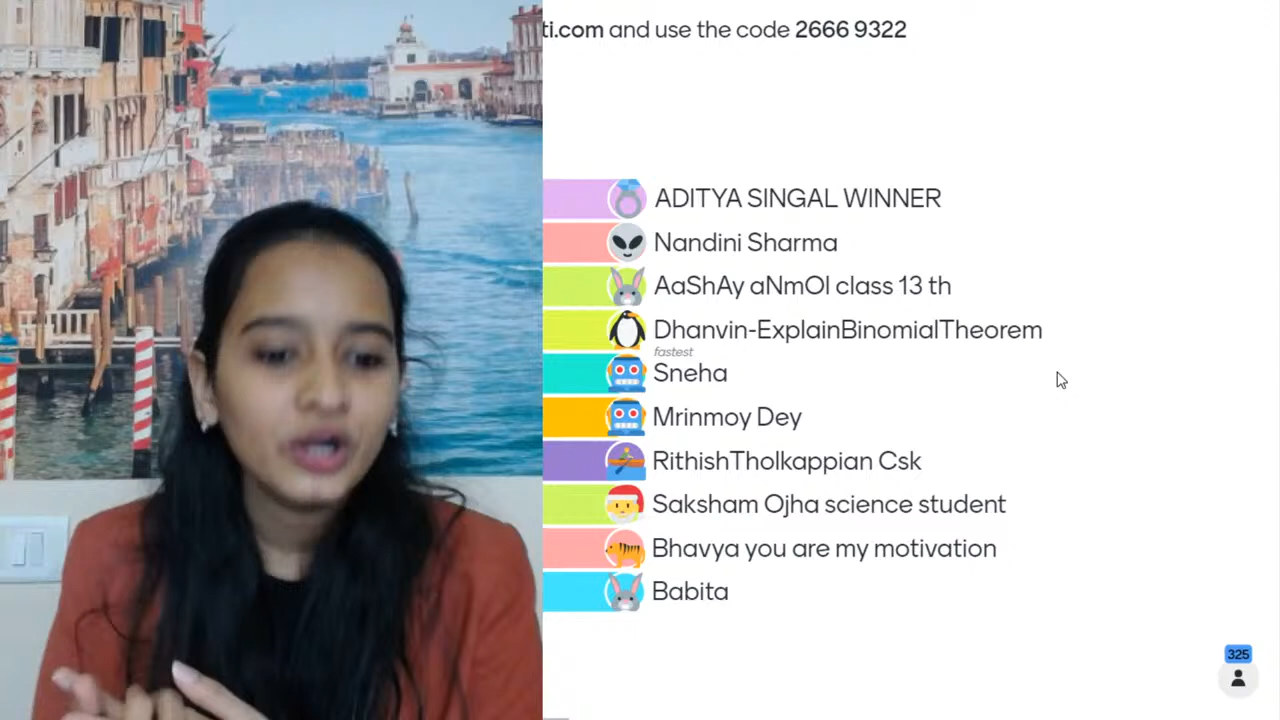 ti.com and use the code 2666 9322
ADITYA SINGAL WINNER
Nandini Sharma
AaShAy aNmOl class 13 th
Dhanvin-ExplainBinomialTheorem
fastest
Sneha
Mrinmoy Dey
RithishTholkappian Csk
Saksham Ojha science student
Bhavya you are my motivation
Babita
325